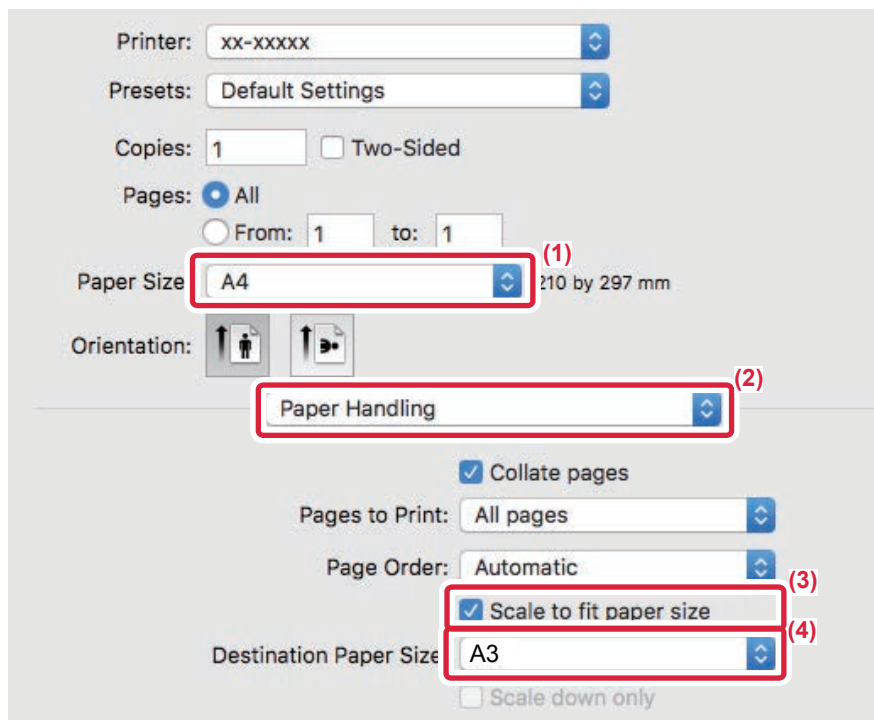 Printer: xx-xxxxx
Presets: Default Settings
Copies: 1 Two-Sided
Pages: All
From: 1 to: 1
(1)
Paper Size A4 210 by 297 mm
Orientation:
(2)
Paper Handling
Collate pages
Pages to Print: All pages
Page Order: Automatic
(3)
Scale to fit paper size
(4)
Destination Paper Size A3
Scale down only